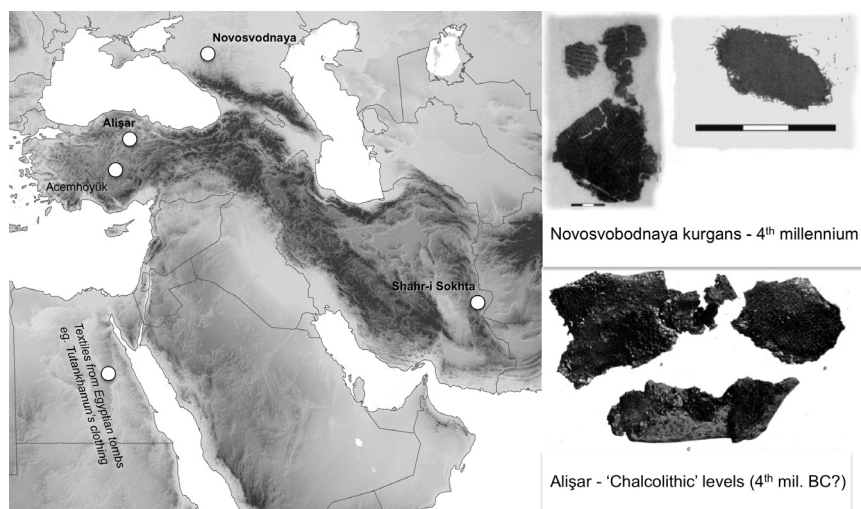 Novosvodnaya
Alişar
Acemhöyük
Shahr-i Sokhta
Textiles from Egyptian tombs
eg. Tutankhamun's clothing
Novosvobodnaya kurgans - 4th millennium
Alişar - 'Chalcolithic' levels (4th mil. BC?)